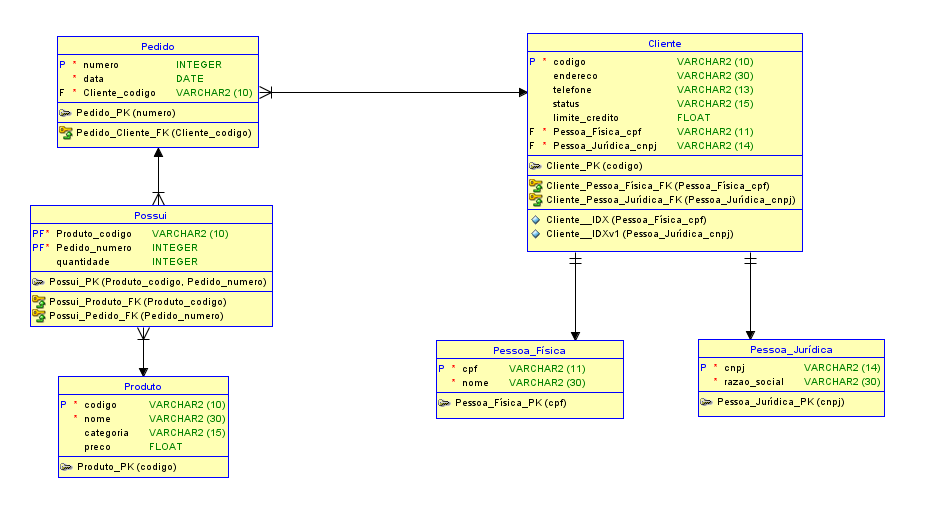 Pedido
P * numero INTEGER
* data DATE
F * Cliente_codigo VARCHAR2 (10)
Pedido_PK (numero)
Pedido_Cliente_FK (Cliente_codigo)
Cliente
P * codigo VARCHAR2 (10)
endereco VARCHAR2 (30)
telefone VARCHAR2 (13)
status VARCHAR2 (15)
limite_credito FLOAT
F * Pessoa_Física_cpf VARCHAR2 (11)
F * Pessoa_Jurídica_cnpj VARCHAR2 (14)
Cliente_PK (codigo)
Cliente_Pessoa_Física_FK (Pessoa_Física_cpf)
Cliente_Pessoa_Jurídica_FK (Pessoa_Jurídica_cnpj)
Cliente__IDX (Pessoa_Física_cpf)
Cliente__IDXv1 (Pessoa_Jurídica_cnpj)
Possui
PF* Produto_codigo VARCHAR2 (10)
PF* Pedido_numero INTEGER
quantidade INTEGER
Possui_PK (Produto_codigo, Pedido_numero)
Possui_Produto_FK (Produto_codigo)
Possui_Pedido_FK (Pedido_numero)
Pessoa_Física
P * cpf VARCHAR2 (11)
* nome VARCHAR2 (30)
Pessoa_Física_PK (cpf)
Pessoa_Jurídica
P * cnpj VARCHAR2 (14)
* razao_social VARCHAR2 (30)
Pessoa_Jurídica_PK (cnpj)
Produto
P * codigo VARCHAR2 (10)
* nome VARCHAR2 (30)
categoria VARCHAR2 (15)
preco FLOAT
Produto_PK (codigo)